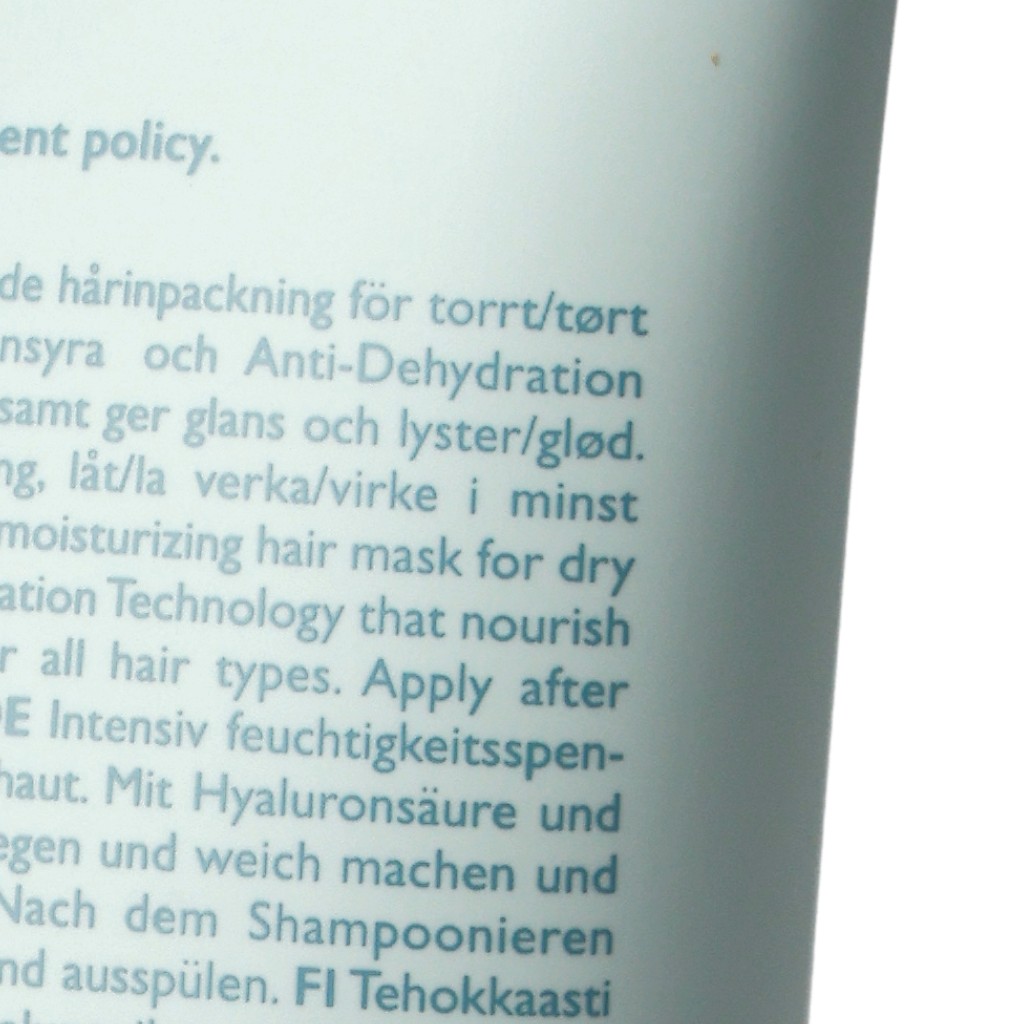 ent policy.
de hårinpackning för torrt/tørt
nsyra och Anti-Dehydration
samt ger glans och lyster/glød.
ng, låt/la verka/virke i minst
moisturizing hair mask for dry
ation Technology that nourish
r all hair types. Apply after
DE Intensiv feuchtigkeitsspen-
haut. Mit Hyaluronsäure und
egen und weich machen und
Nach dem Shampoonieren
nd ausspülen. FI Tehokkaasti